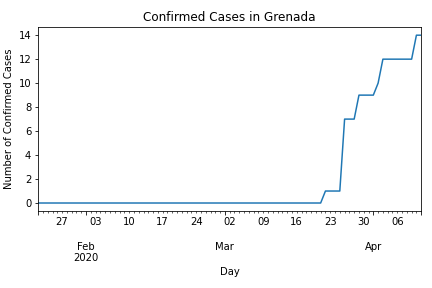 Confirmed Cases in Grenada
Number of Confirmed Cases
14
12
10
8
6
4
2
0
27 03 10 17 24 02 09 16 23 30 06
Feb Mar Apr
2020
Day